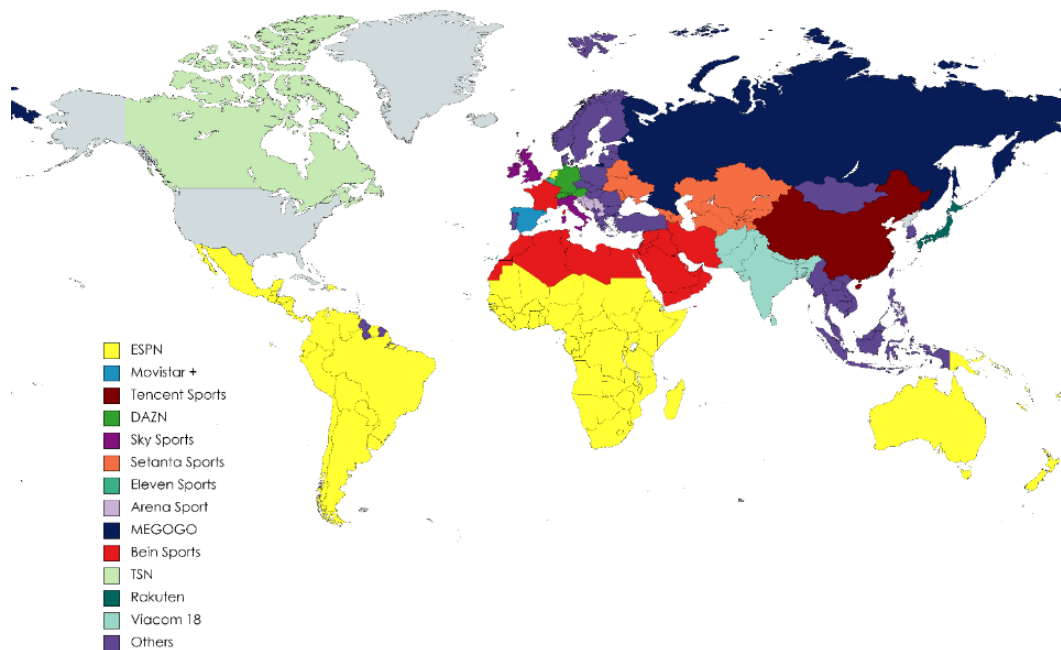 ESPN
Movistar +
Tencent Sports
DAZN
Sky Sports
Setanta Sports
Eleven Sports
Arena Sport
MEGOGO
Bein Sports
TSN
Rakuten
Viacom 18
Others